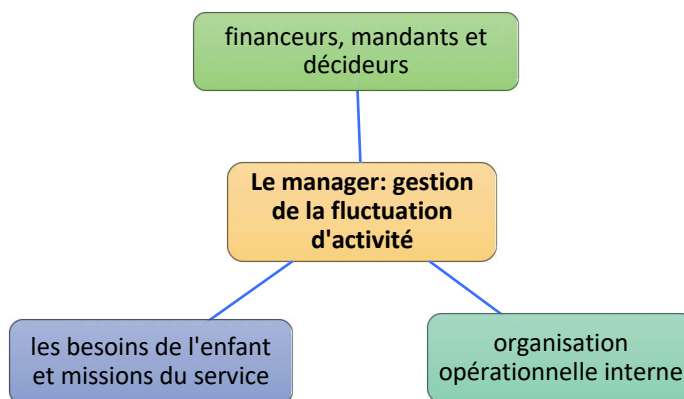 financeurs, mandants et
décideurs
Le manager: gestion
de la fluctuation
d'activité
les besoins de l'enfant
et missions du service
organisation
opérationnelle interne